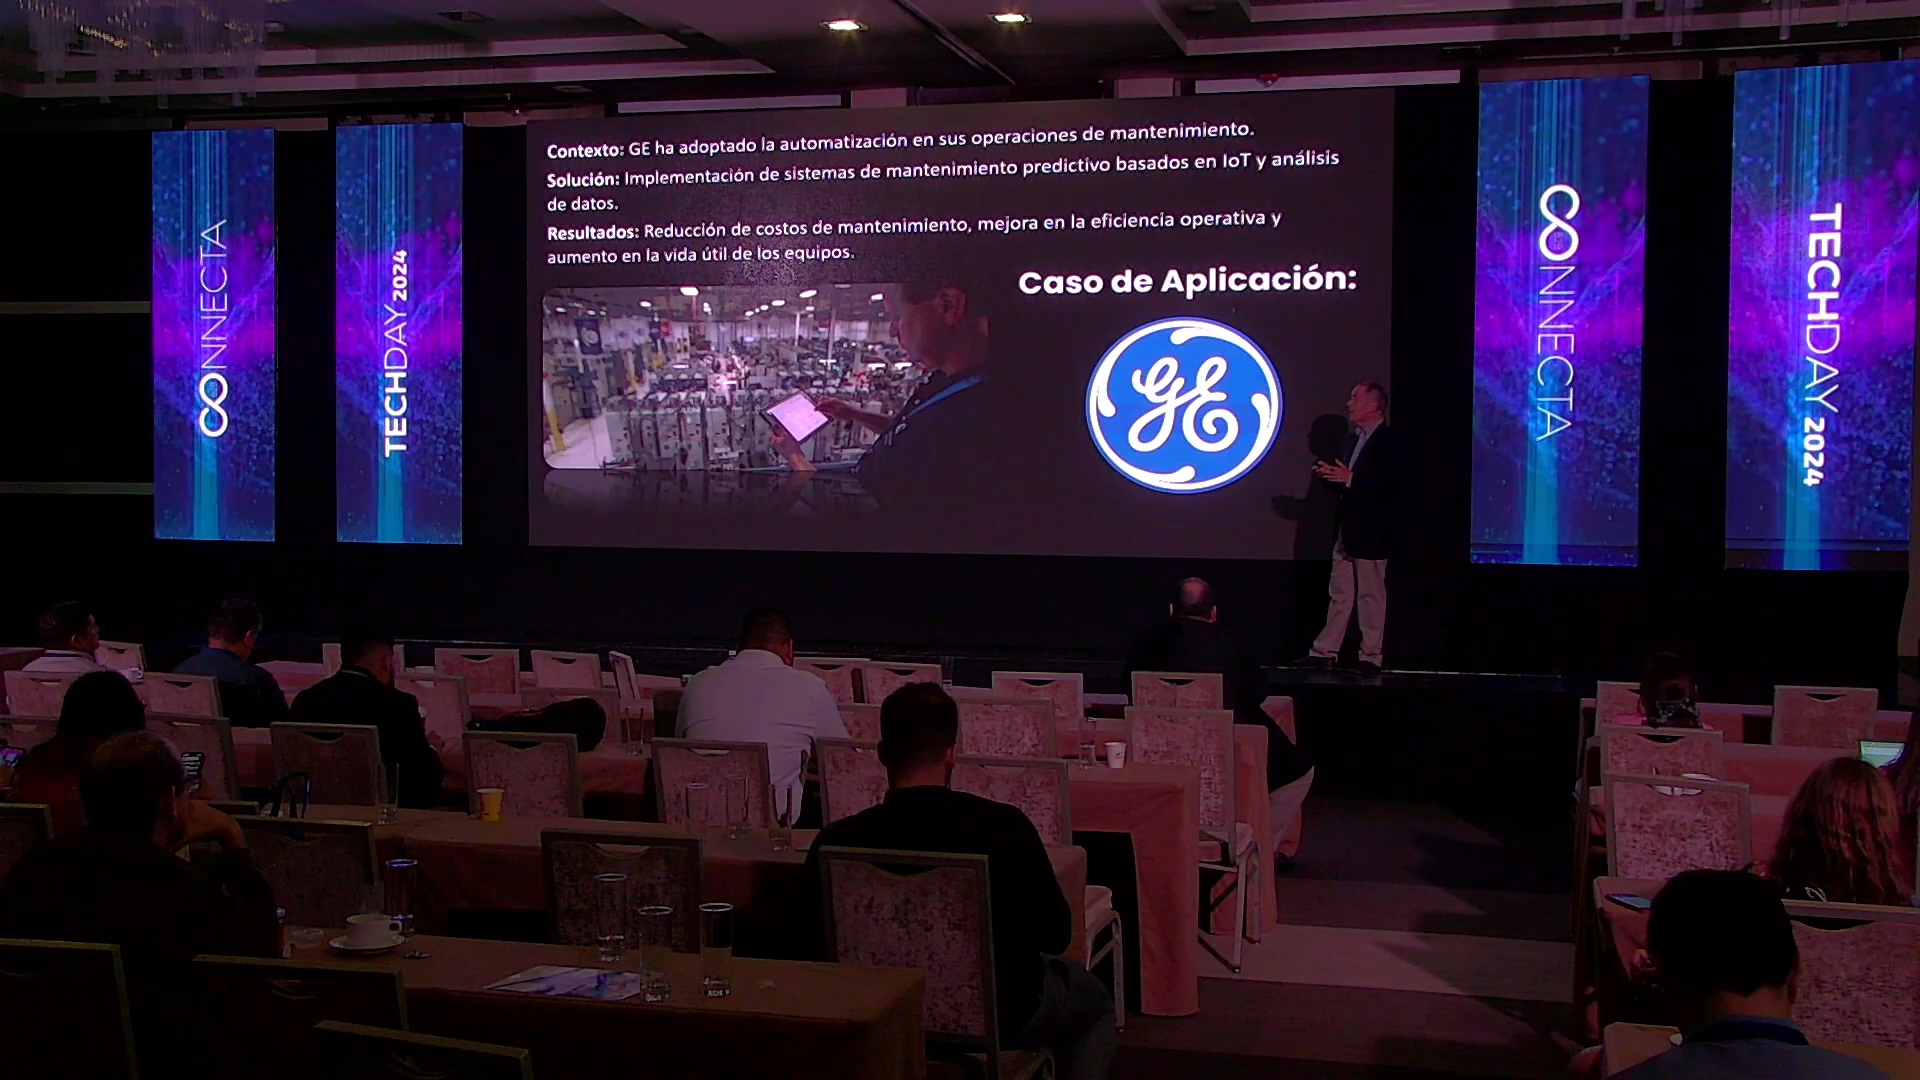 Contexto: GE ha adoptado la automatización en sus operaciones de mantenimiento.
Solución: Implementación de sistemas de mantenimiento predictivo basados en IoT y análisis
de datos.
Resultados: Reducción de costos de mantenimiento, mejora en la eficiencia operativa y
aumento en la vida útil de los equipos.
Caso de Aplicación:
GE
CONNECTA
TECHDAY 2024
CONNECTA
TECHDAY 2024